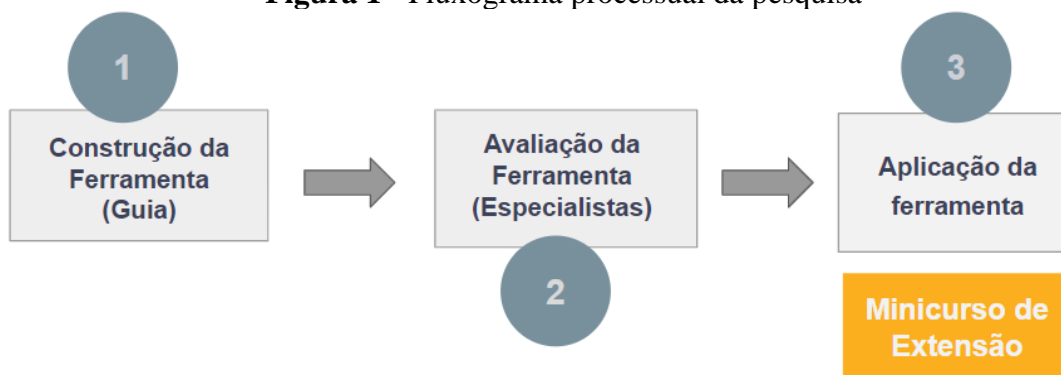 Figura 1 - Fluxograma processual da pesquisa
1
Construção da
Ferramenta
(Guia)
Avaliação da
Ferramenta
(Especialistas)
2
3
Aplicação da
ferramenta
Minicurso de
Extensão